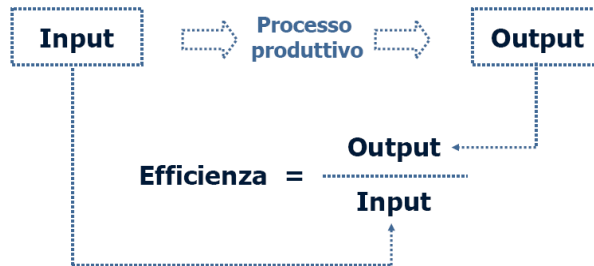 Input
Processo
produttivo
Output
Efficienza =
Output
Input